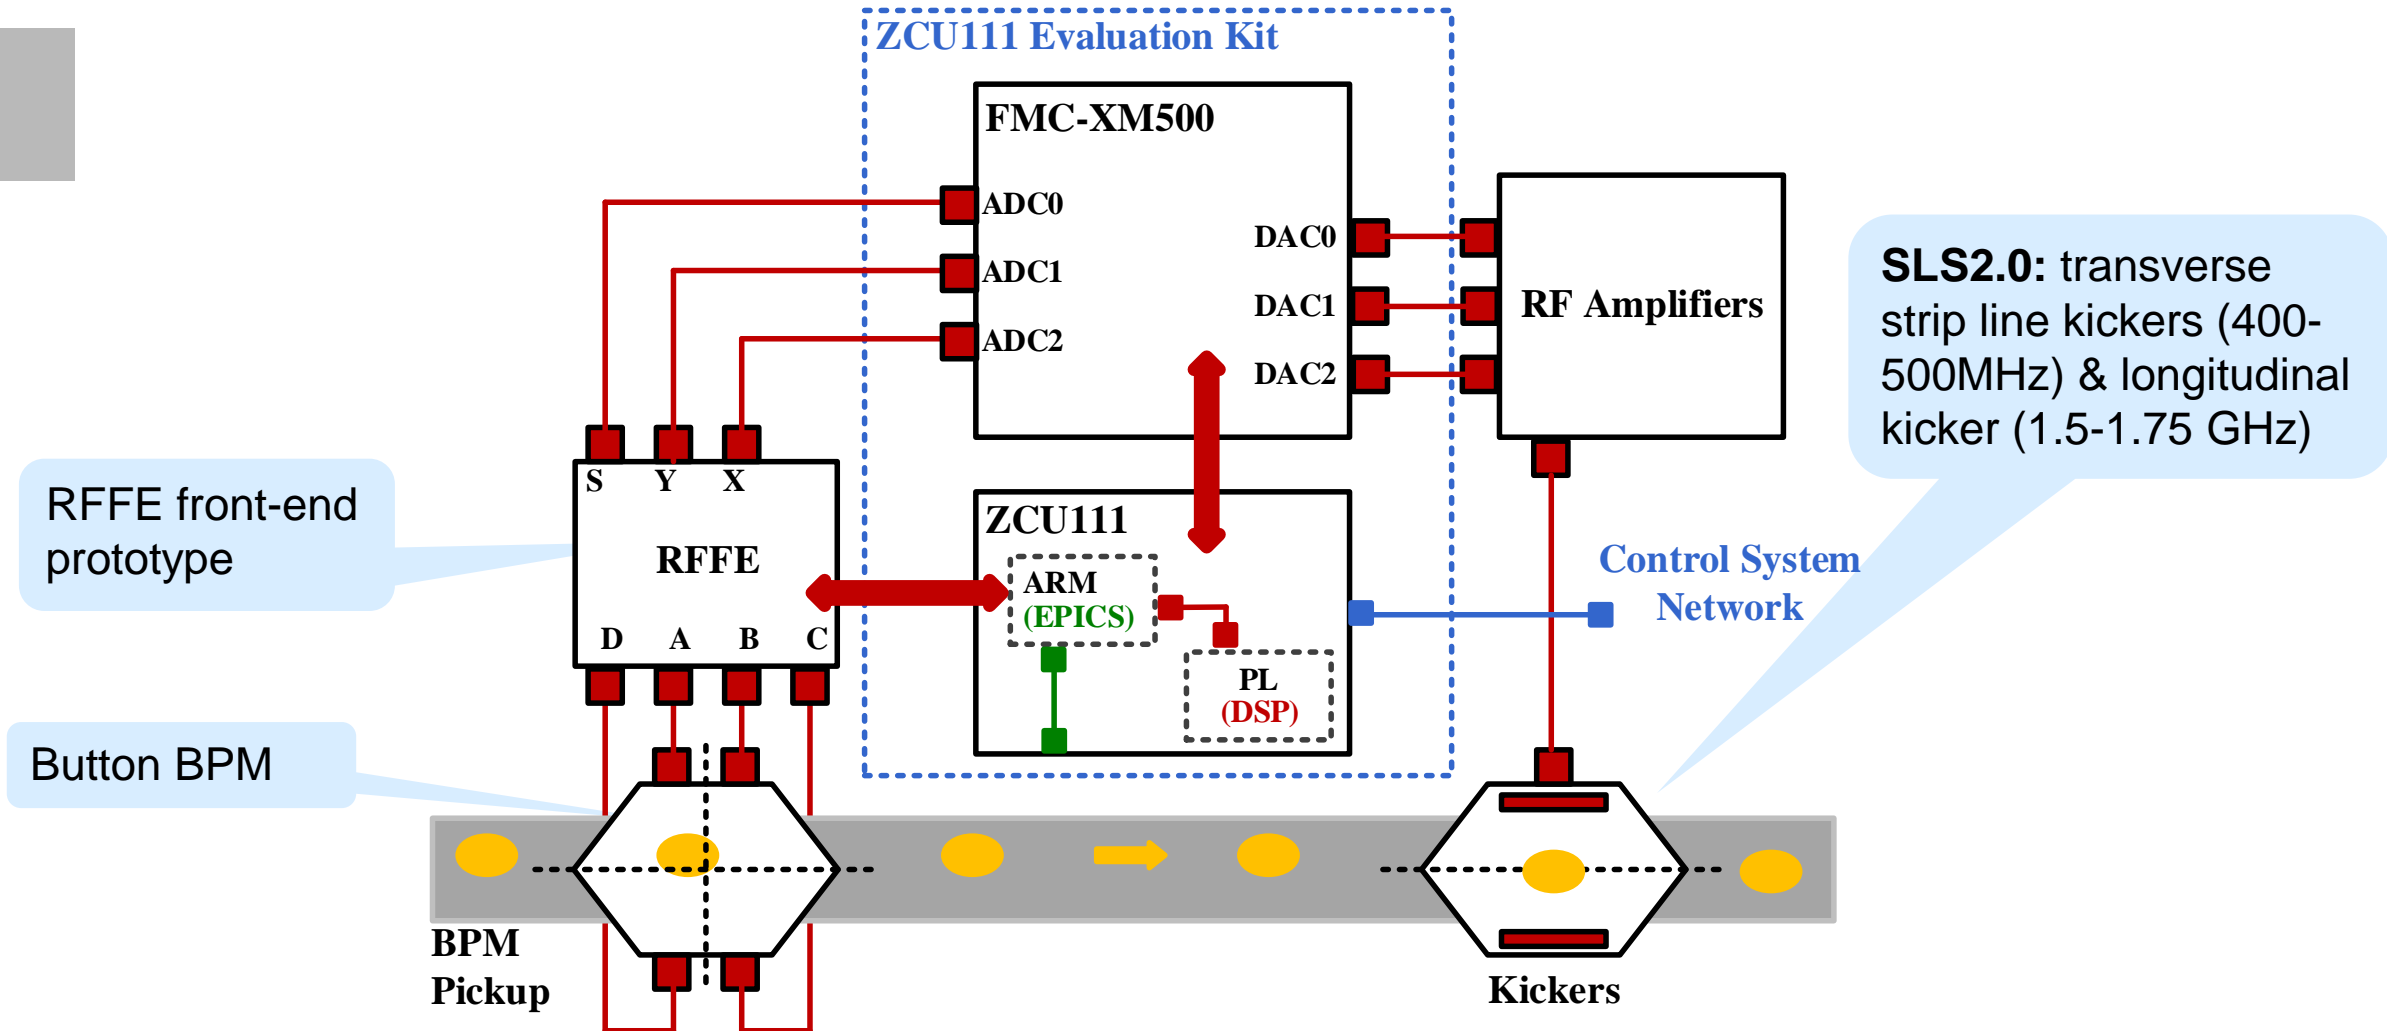 ZCU111 Evaluation Kit
FMC-XM500
ADC0
ADC1
ADC2
DAC0
DAC1
DAC2
RF Amplifiers
SLS2.0: transverse
strip line kickers (400-
500MHz) & longitudinal
kicker (1.5-1.75 GHz)
RFFE front-end
prototype
S Y X
RFFE
D A B C
ZCU111
ARM
(EPICS)
PL
(DSP)
Control System
Network
Button BPM
BPM
Pickup
Kickers